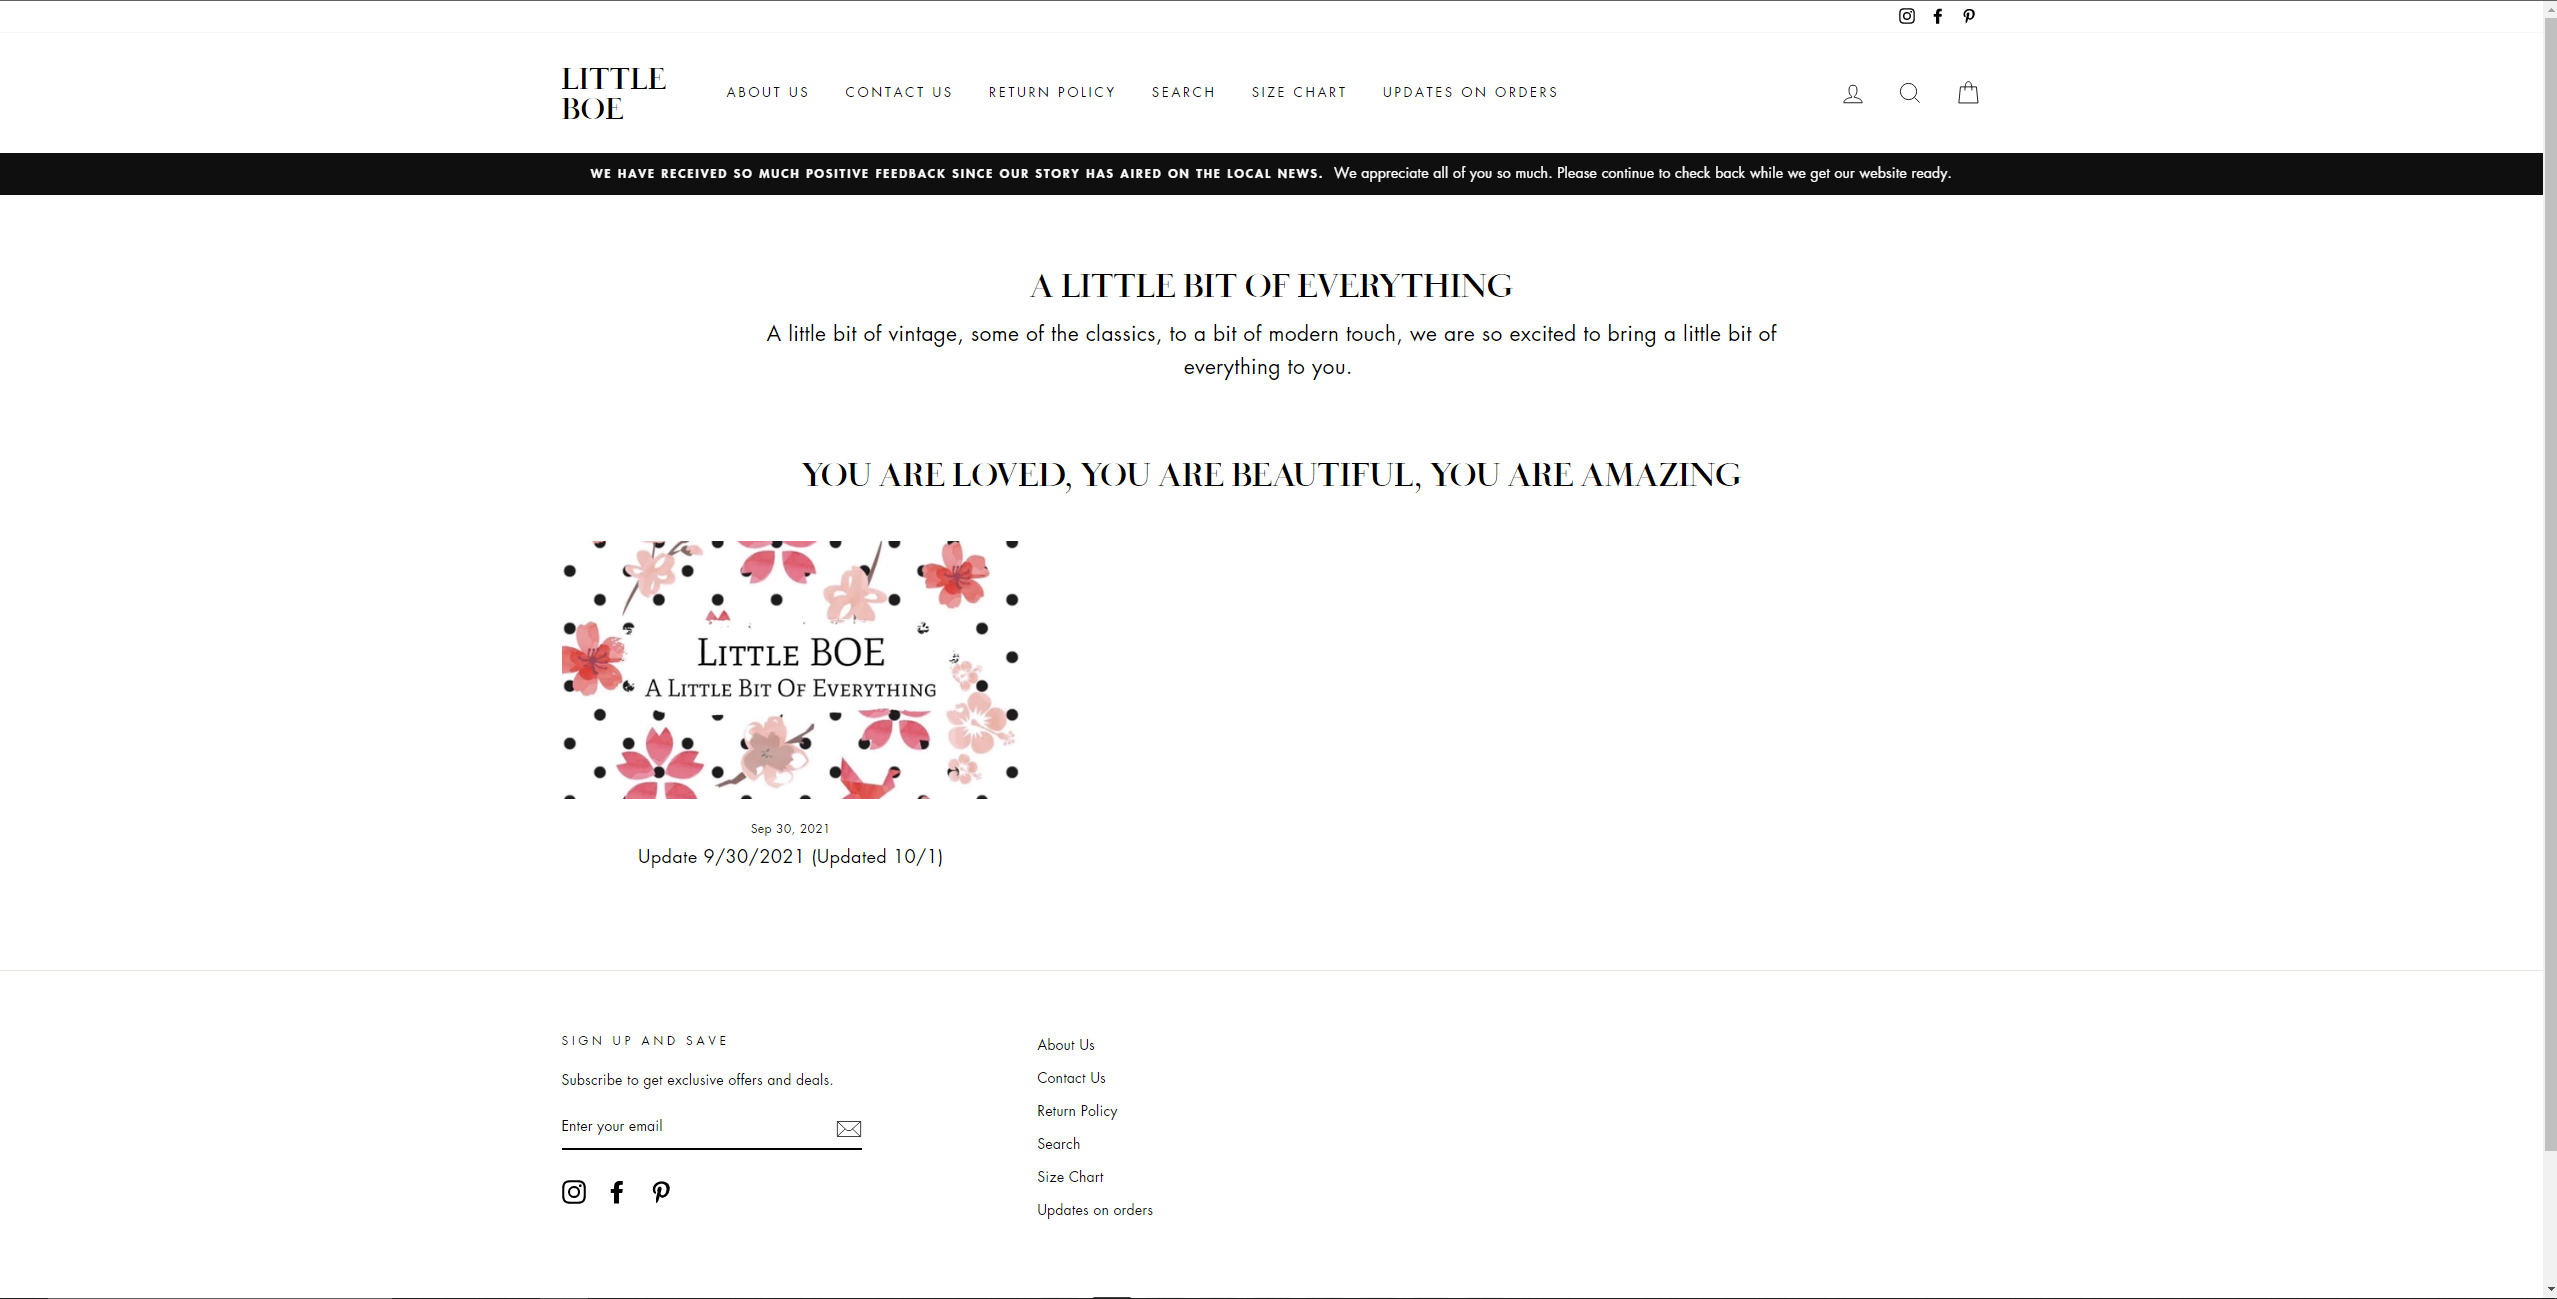 LITTLE
BOE
ABOUT US CONTACT US RETURN POLICY SEARCH SIZE CHART UPDATES ON ORDERS
WE HAVE RECEIVED SO MUCH POSITIVE FEEDBACK SINCE OUR STORY HAS AIRED ON THE LOCAL NEWS. We appreciate all of you so much. Please continue to check back while we get our website ready.
A LITTLE BIT OF EVERYTHING
A little bit of vintage, some of the classics, to a bit of modern touch, we are so excited to bring a little bit of
everything to you.
YOU ARE LOVED, YOU ARE BEAUTIFUL, YOU ARE AMAZING
LITTLE BOE
A LITTLE BIT OF EVERYTHING
Sep 30, 2021
Update 9/30/2021 (Updated 10/1)
SIGN UP AND SAVE
Subscribe to get exclusive offers and deals.
Enter your email
About Us
Contact Us
Return Policy
Search
Size Chart
Updates on orders